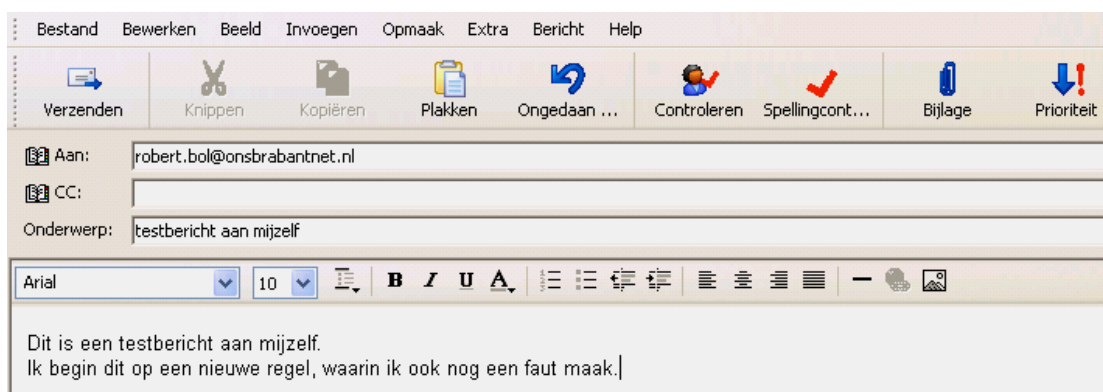 Bestand Bewerken Beeld Invoegen Opmaak Extra Bericht Help
Verzenden Knippen Kopiëren Plakken Ongedaan ... Controleren Spellingcont... Bijlage Prioriteit
Aan: robert.bol@onsbrabantnet.nl
CC:
Onderwerp: testbericht aan mijzelf
Arial 10 B I U A
Dit is een testbericht aan mijzelf.
Ik begin dit op een nieuwe regel, waarin ik ook nog een faut maak.